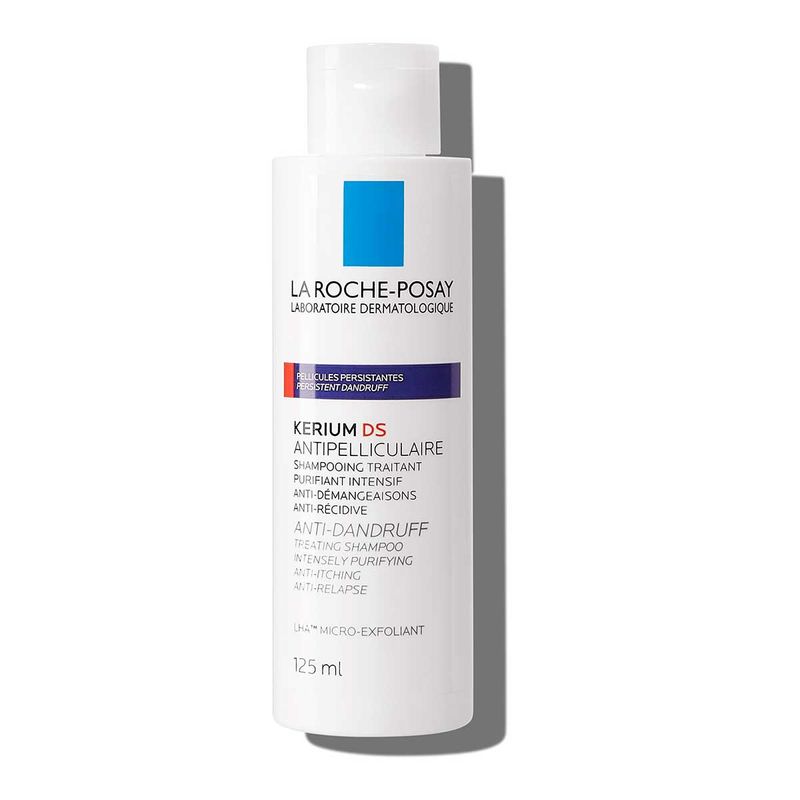 LA ROCHE-POSAY
LABORATOIRE DERMATOLOGIQUE
PELLICULES PERSISTANTES
PERSISTENT DANDRUFF
KERIUM DS
ANTIPELLICULAIRE
SHAMPOOING TRAITANT
PURIFIANT INTENSIF
ANTI-DÉMANGEAISONS
ANTI-RÉCIDIVE
ANTI-DANDRUFF
TREATING SHAMPOO
INTENSELY PURIFYING
ANTI-ITCHING
ANTI-RELAPSE
LHA™ MICRO-EXFOLIANT
125 ml